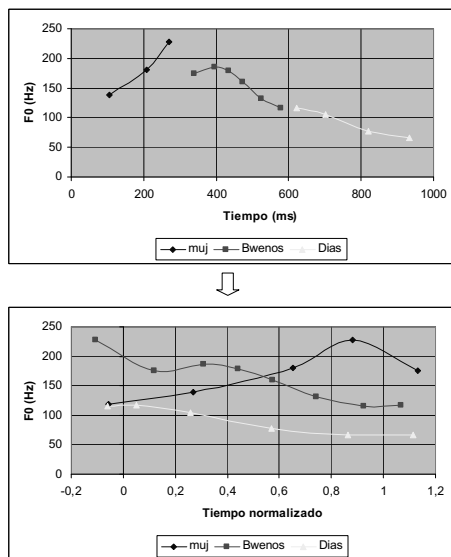 250
200
150
100
50
0
F0 (Hz)
0 200 400 600 800 1000
Tiempo (ms)
muj Bwenos Dias
250
200
150
100
50
0
F0 (Hz)
-0,2 0 0,2 0,4 0,6 0,8 1 1,2
Tiempo normalizado
muj Bwenos Dias